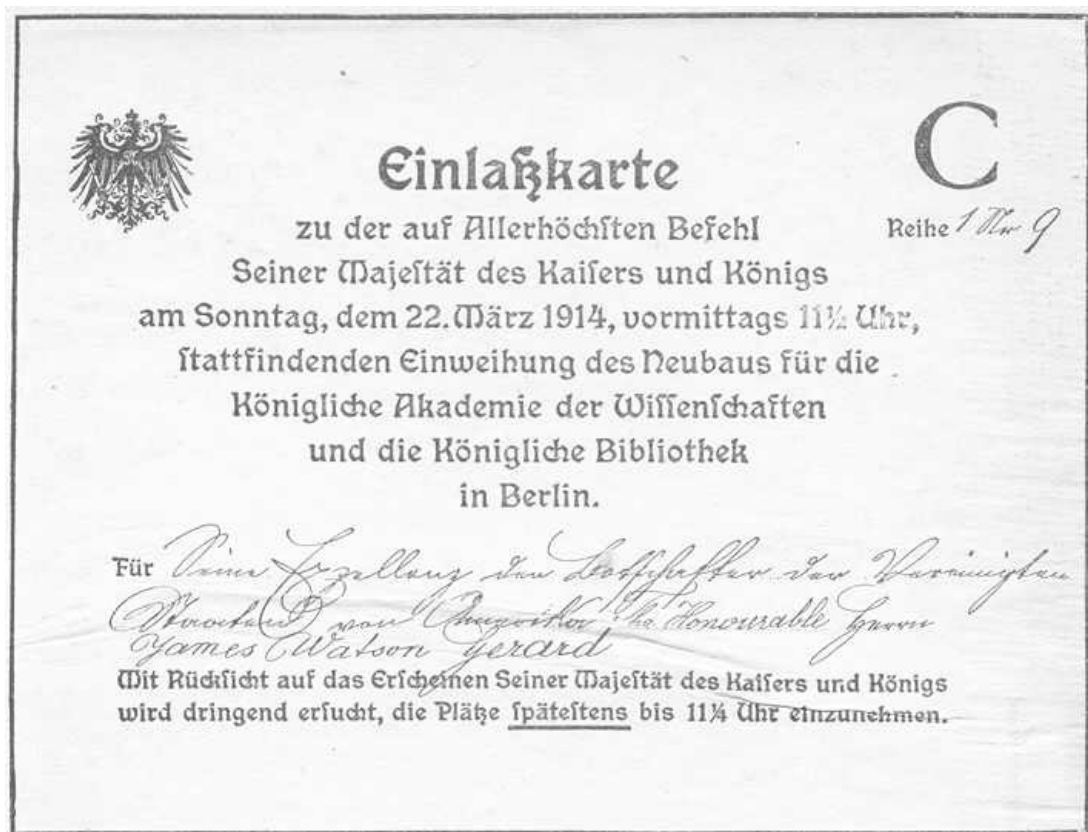 C
Einlaßkarte
Reihe 1 Nr 9
zu der auf Allerhöchsten Befehl
Seiner Majestät des Kaisers und Königs
am Sonntag, dem 22. März 1914, vormittags 11½ Uhr,
stattfindenden Einweihung des Neubaus für die
Königliche Akademie der Wissenschaften
und die Königliche Bibliothek
in Berlin.
Für Seine Exzellenz den Botschafter der Vereinigten
Staaten von Amerika the Honourable Herrn
James Watson Gerard
Mit Rücksicht auf das Erscheinen Seiner Majestät des Kaisers und Königs
wird dringend ersucht, die Plätze spätestens bis 11¼ Uhr einzunehmen.